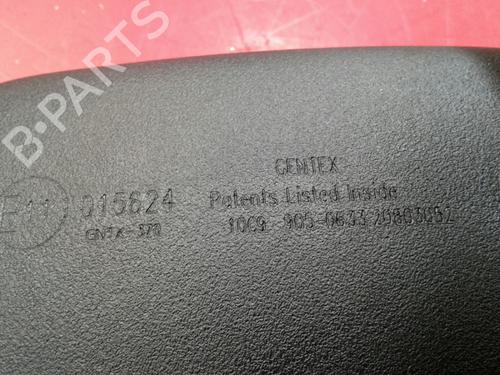 B-PARTS
GENTEX
E11 015624 Patents Listed Inside
GNTX-378 10C9 905-0633 20803052